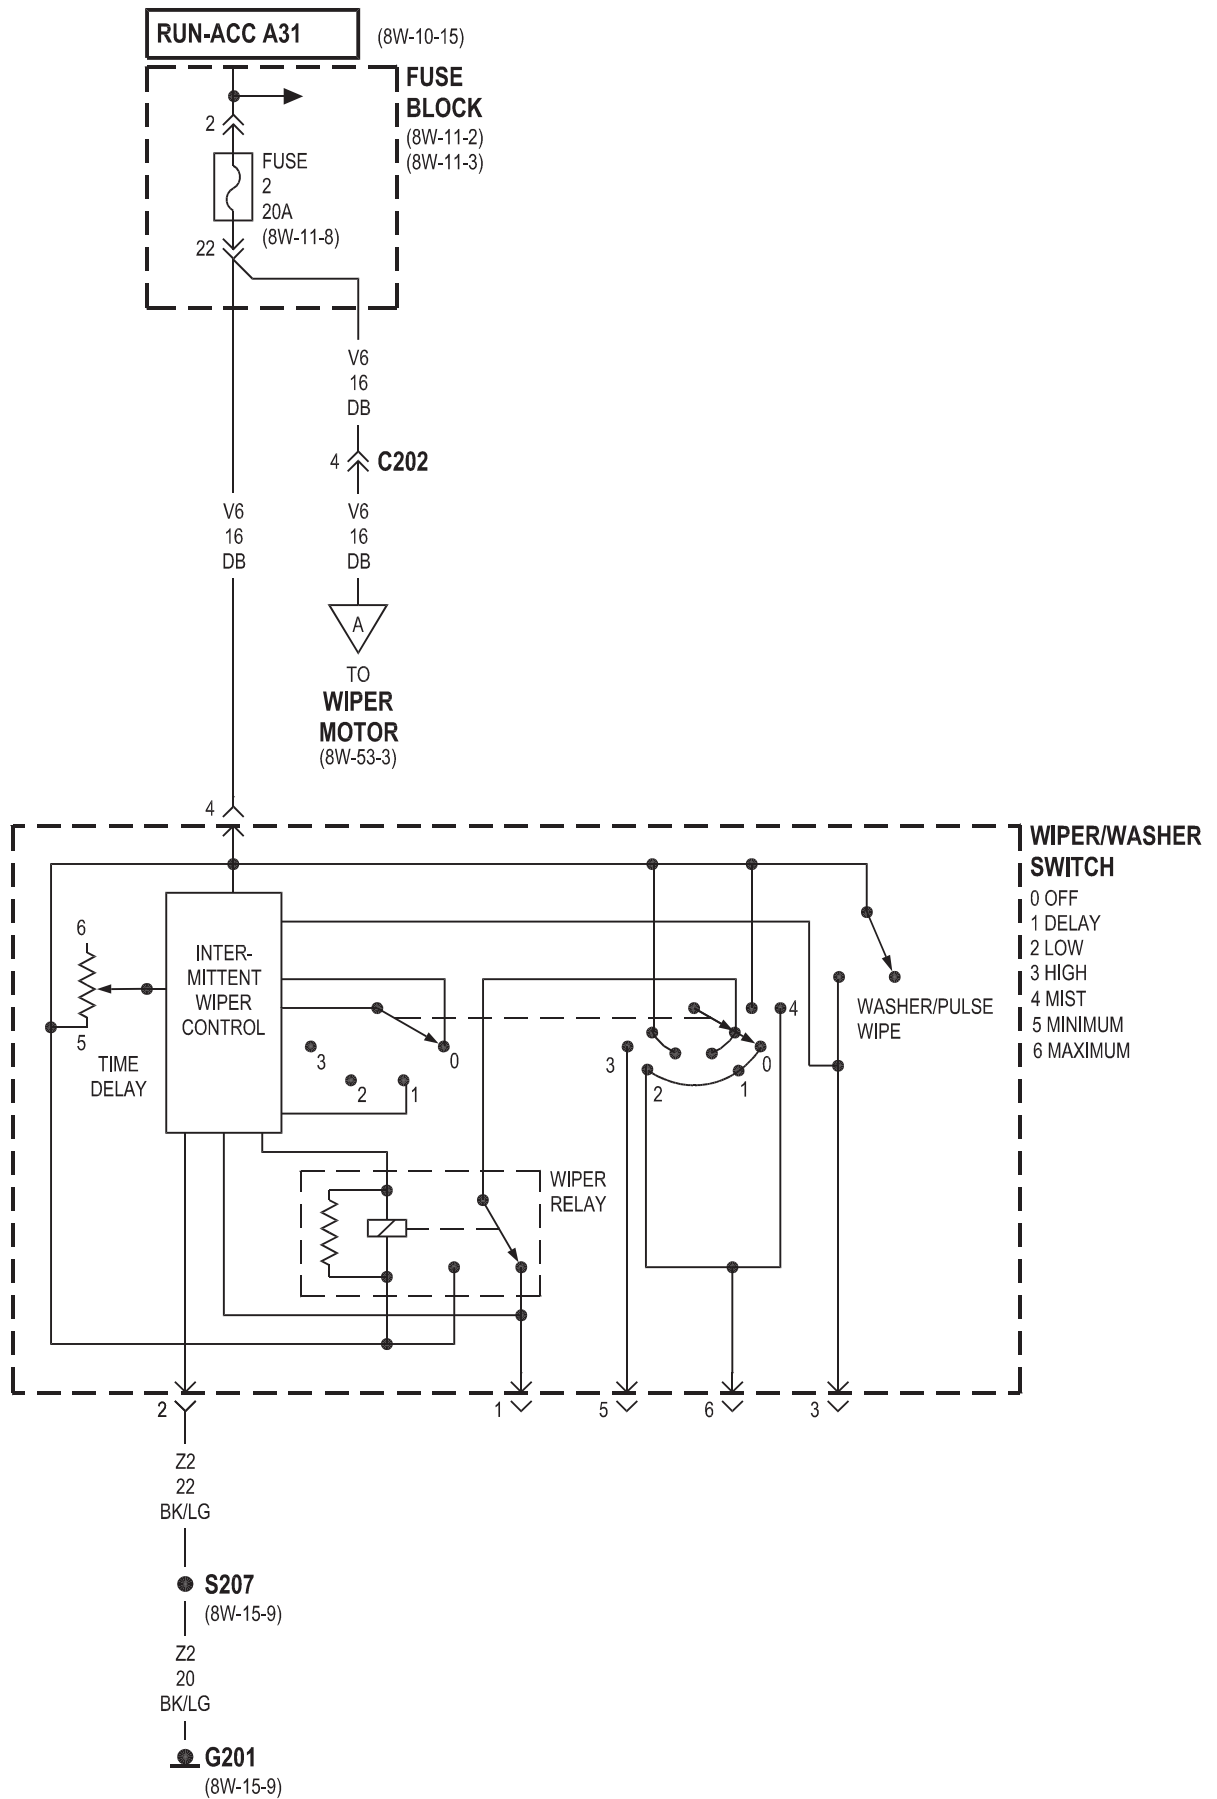 RUN-ACC A31
(8W-10-15)
FUSE
BLOCK
(8W-11-2)
(8W-11-3)
2
FUSE
2
20A
(8W-11-8)
22
V6
16
DB
4
C202
V6
16
DB
V6
16
DB
A
TO
WIPER
MOTOR
(8W-53-3)
4
WIPER/WASHER
SWITCH
0 OFF
1 DELAY
2 LOW
3 HIGH
4 MIST
5 MINIMUM
6 MAXIMUM
6
5
TIME
DELAY
INTER-
MITTENT
WIPER
CONTROL
3
2
1
0
3
2
1
0
4
WASHER/PULSE
WIPE
WIPER
RELAY
2
1
5
6
3
Z2
22
BK/LG
S207
(8W-15-9)
Z2
20
BK/LG
G201
(8W-15-9)